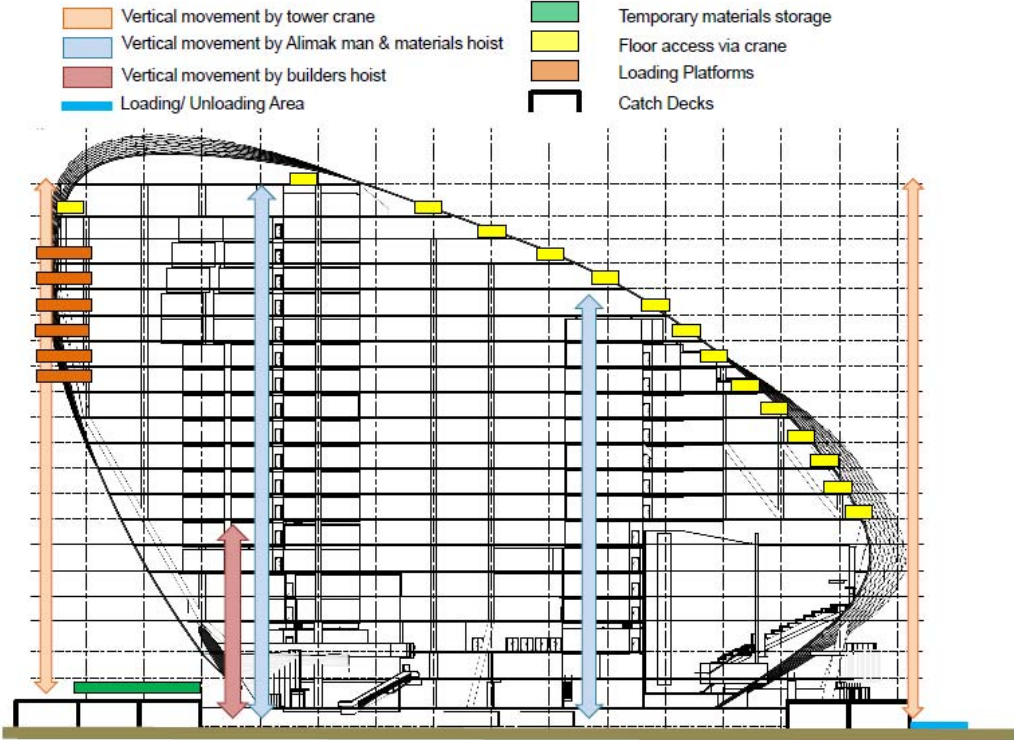 Vertical movement by tower crane
Vertical movement by Alimak man & materials hoist
Vertical movement by builders hoist
Loading/ Unloading Area
Temporary materials storage
Floor access via crane
Loading Platforms
Catch Decks